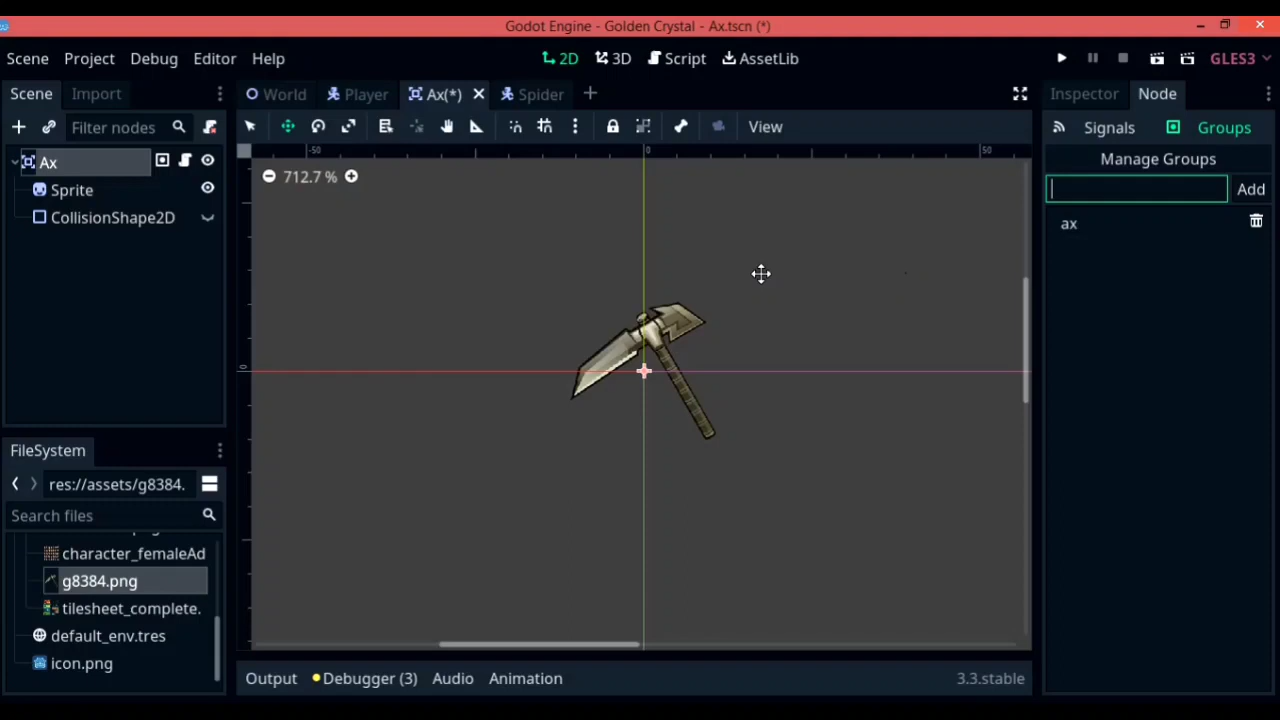 Godot Engine - Golden Crystal - Ax.tscn (*)
Scene Project Debug Editor Help
2D 3D Script AssetLib
GLES3
Scene Import
World Player Ax(*) Spider
Inspector Node
Filter nodes
View
Signals Groups
Manage Groups
Add
ax
-50 0 50
712.7 %
0
Ax
Sprite
CollisionShape2D
FileSystem
res://assets/g8384.
Search files
character_femaleAd
g8384.png
tilesheet_complete.
default_env.tres
icon.png
Output Debugger (3) Audio Animation
3.3.stable